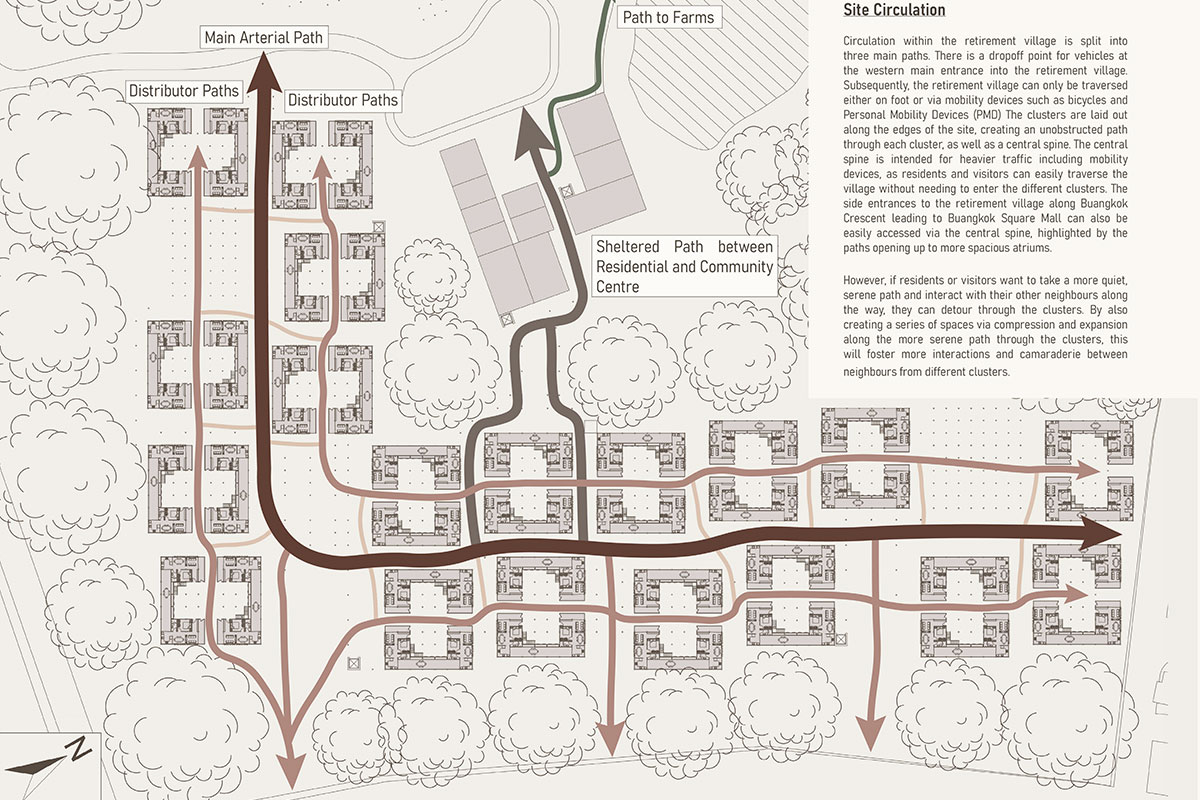 Site Circulation
Circulation within the retirement village is split into
three main paths. There is a dropoff point for vehicles at
the western main entrance into the retirement village.
Subsequently, the retirement village can only be traversed
either on foot or via mobility devices such as bicycles and
Personal Mobility Devices (PMD) The clusters are laid out
along the edges of the site, creating an unobstructed path
through each cluster, as well as a central spine. The central
spine is intended for heavier traffic including mobility
devices, as residents and visitors can easily traverse the
village without needing to enter the different clusters. The
side entrances to the retirement village along Buangkok
Crescent leading to Buangkok Square Mall can also be
easily accessed via the central spine, highlighted by the
paths opening up to more spacious atriums.
However, if residents or visitors want to take a more quiet,
serene path and interact with their other neighbours along
the way, they can detour through the clusters. By also
creating a series of spaces via compression and expansion
along the more serene path through the clusters, this
will foster more interactions and camaraderie between
neighbours from different clusters.
Path to Farms
Main Arterial Path
Distributor Paths
Distributor Paths
Sheltered Path between
Residential and Community
Centre
N